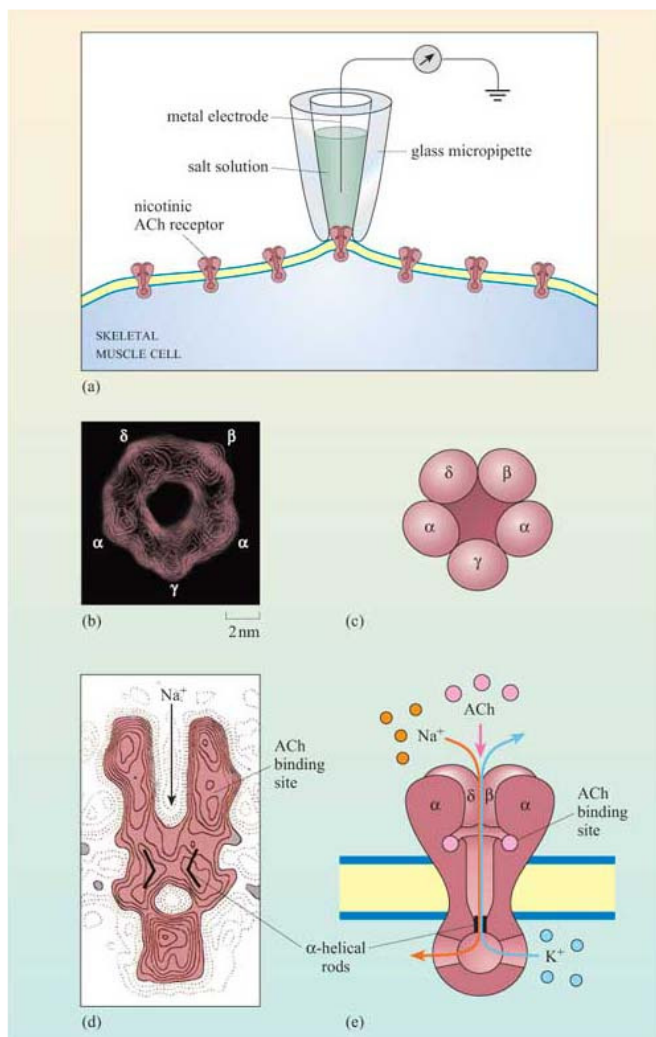 metal electrode
glass micropipette
salt solution
nicotinic
ACh receptor
SKELETAL
MUSCLE CELL
(a)
δ
β
α
α
γ
(b)
2 nm
δ
β
α
α
γ
(c)
Na⁺
ACh
binding
site
α-helical
rods
(d)
ACh
Na⁺
δ
β
α
α
ACh
binding
site
K⁺
(e)